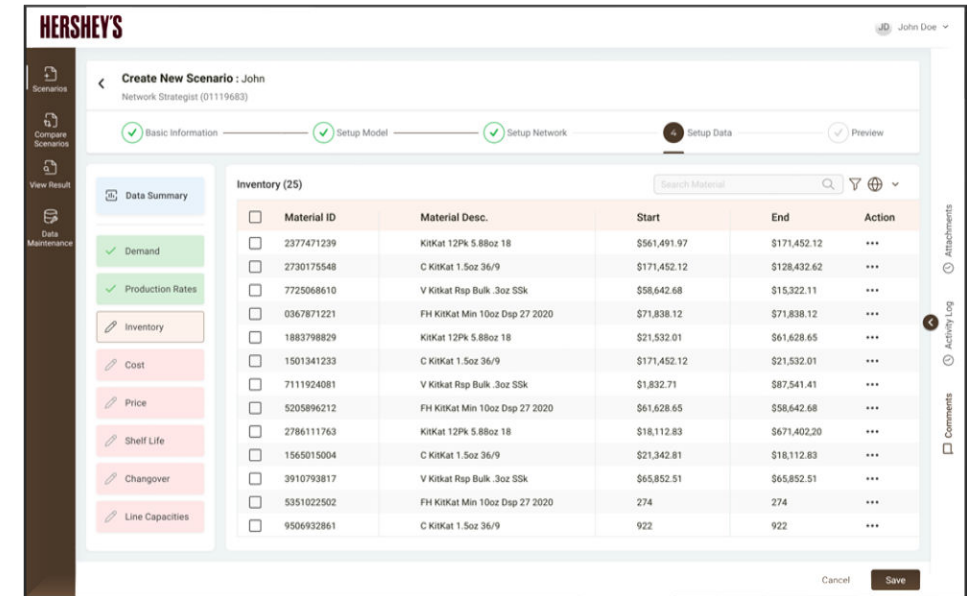 HERSHEY'S
JD John Doe
Scenarios
Compare
Scenarios
View Result
Data
Maintenance
Create New Scenario : John
Network Strategist (01119683)
Basic Information
Setup Model
Setup Network
4 Setup Data
Preview
Data Summary
Demand
Production Rates
Inventory
Cost
Price
Shelf Life
Changover
Line Capacities
Inventory (25)
Search Material
Material ID Material Desc. Start End Action
2377471239 KitKat 12Pk 5.88oz 18 $561,491.97 $171,452.12
2730175548 C KitKat 1.5oz 36/9 $171,452.12 $128,432.62
7725068610 V Kitkat Rsp Bulk .3oz SSk $58,642.68 $15,322.11
0367871221 FH KitKat Min 10oz Dsp 27 2020 $71,838.12 $71,838.12
1883798829 KitKat 12Pk 5.88oz 18 $21,532.01 $61,628.65
1501341233 C KitKat 1.5oz 36/9 $171,452.12 $21,532.01
7111924081 V Kitkat Rsp Bulk .3oz SSk $1,832.71 $87,541.41
5205896212 FH KitKat Min 10oz Dsp 27 2020 $61,628.65 $58,642.68
2786111763 KitKat 12Pk 5.88oz 18 $18,112.83 $671,402,20
1565015004 C KitKat 1.5oz 36/9 $21,342.81 $18,112.83
3910793817 V Kitkat Rsp Bulk .3oz SSk $65,852.51 $65,852.51
5351022502 FH KitKat Min 10oz Dsp 27 2020 274 274
9506932861 C KitKat 1.5oz 36/9 922 922
Attachments
Activity Log
Comments
Cancel
Save